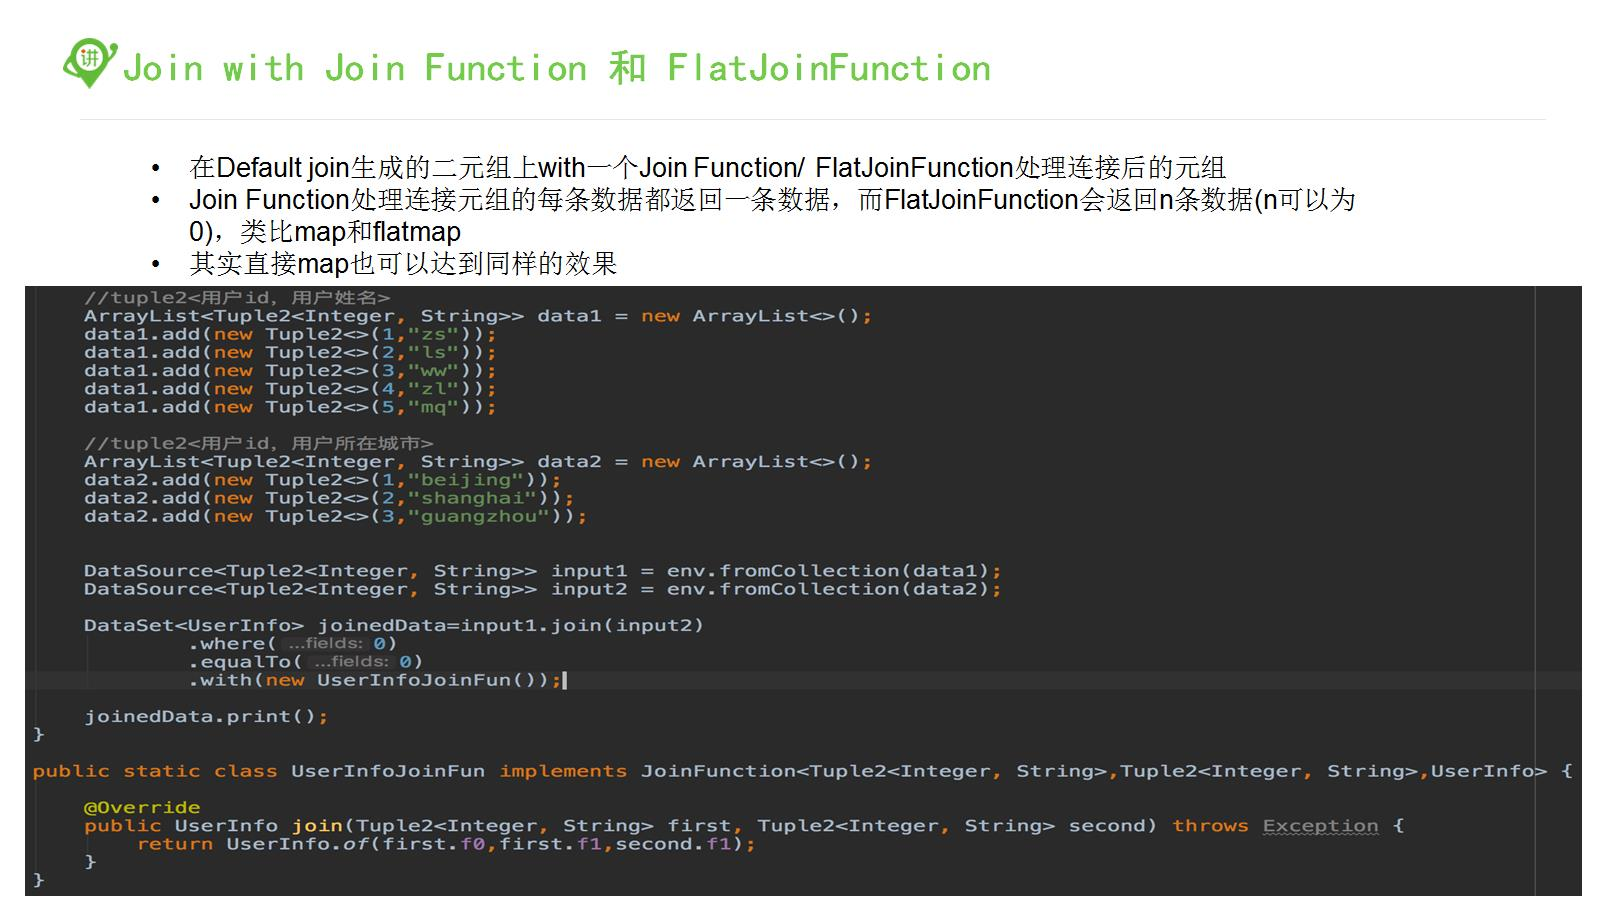 讲
Join with Join Function 和 FlatJoinFunction
• 在Default join生成的二元组上with一个Join Function/ FlatJoinFunction处理连接后的元组
• Join Function处理连接元组的每条数据都返回一条数据，而FlatJoinFunction会返回n条数据(n可以为
0)，类比map和flatmap
• 其实直接map也可以达到同样的效果
//tuple2<用户id, 用户姓名>
ArrayList<Tuple2<Integer, String>> data1 = new ArrayList<>();
data1.add(new Tuple2<>(1,"zs"));
data1.add(new Tuple2<>(2,"ls"));
data1.add(new Tuple2<>(3,"ww"));
data1.add(new Tuple2<>(4,"zl"));
data1.add(new Tuple2<>(5,"mq"));
//tuple2<用户id, 用户所在城市>
ArrayList<Tuple2<Integer, String>> data2 = new ArrayList<>();
data2.add(new Tuple2<>(1,"beijing"));
data2.add(new Tuple2<>(2,"shanghai"));
data2.add(new Tuple2<>(3,"guangzhou"));
DataSource<Tuple2<Integer, String>> input1 = env.fromCollection(data1);
DataSource<Tuple2<Integer, String>> input2 = env.fromCollection(data2);
DataSet<UserInfo> joinedData=input1.join(input2)
.where( ...fields: 0)
.equalTo( ...fields: 0)
.with(new UserInfoJoinFun());
joinedData.print();
}
public static class UserInfoJoinFun implements JoinFunction<Tuple2<Integer, String>,Tuple2<Integer, String>,UserInfo> {
@Override
public UserInfo join(Tuple2<Integer, String> first, Tuple2<Integer, String> second) throws Exception {
return UserInfo.of(first.f0,first.f1,second.f1);
}
}